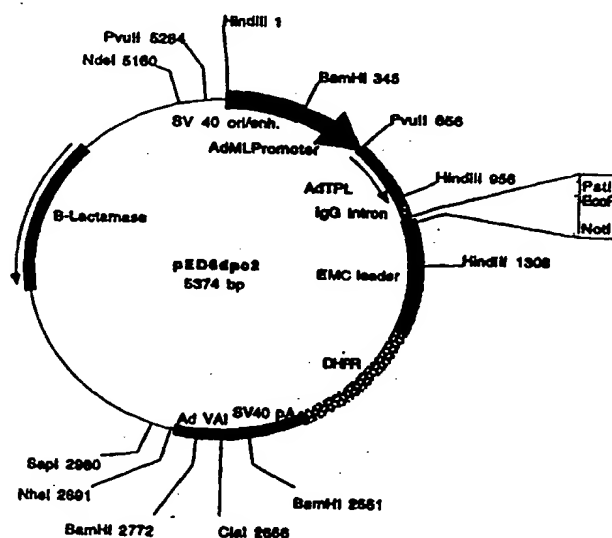 HindIII 1
PvuII 5284
NdeI 5160
BamHI 345
SV 40 ori/enh.
AdMLPromoter
PvuII 656
HindIII 956
PstI
EcoR
NotI
AdTPL
IgG intron
B-Lactamase
pED6dpc2
5374 bp
EMC leader
HindIII 1308
DHFR
SV40 pA
Ad VAI
SapI 2980
NheI 2891
BamHI 2772
ClaI 2656
BamHI 2551